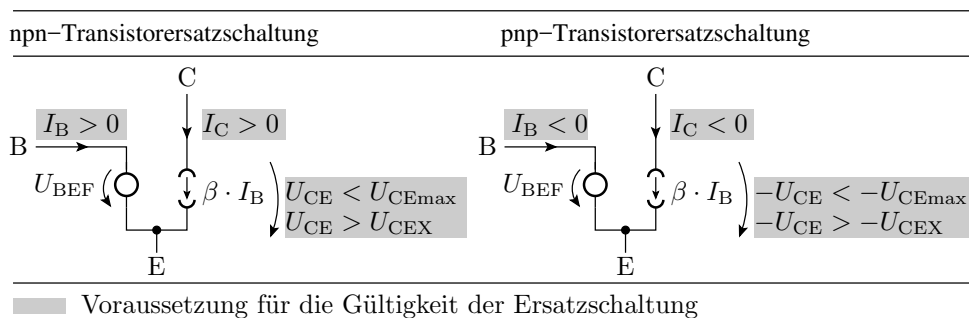 npn−Transistorersatzschaltung pnp−Transistorersatzschaltung
C C
I_B > 0 I_C > 0 I_B < 0 I_C < 0
B B
U_BEF β · I_B U_CE < U_CEmax U_BEF β · I_B −U_CE < −U_CEmax
U_CE > U_CEX −U_CE > −U_CEX
E E
Voraussetzung für die Gültigkeit der Ersatzschaltung